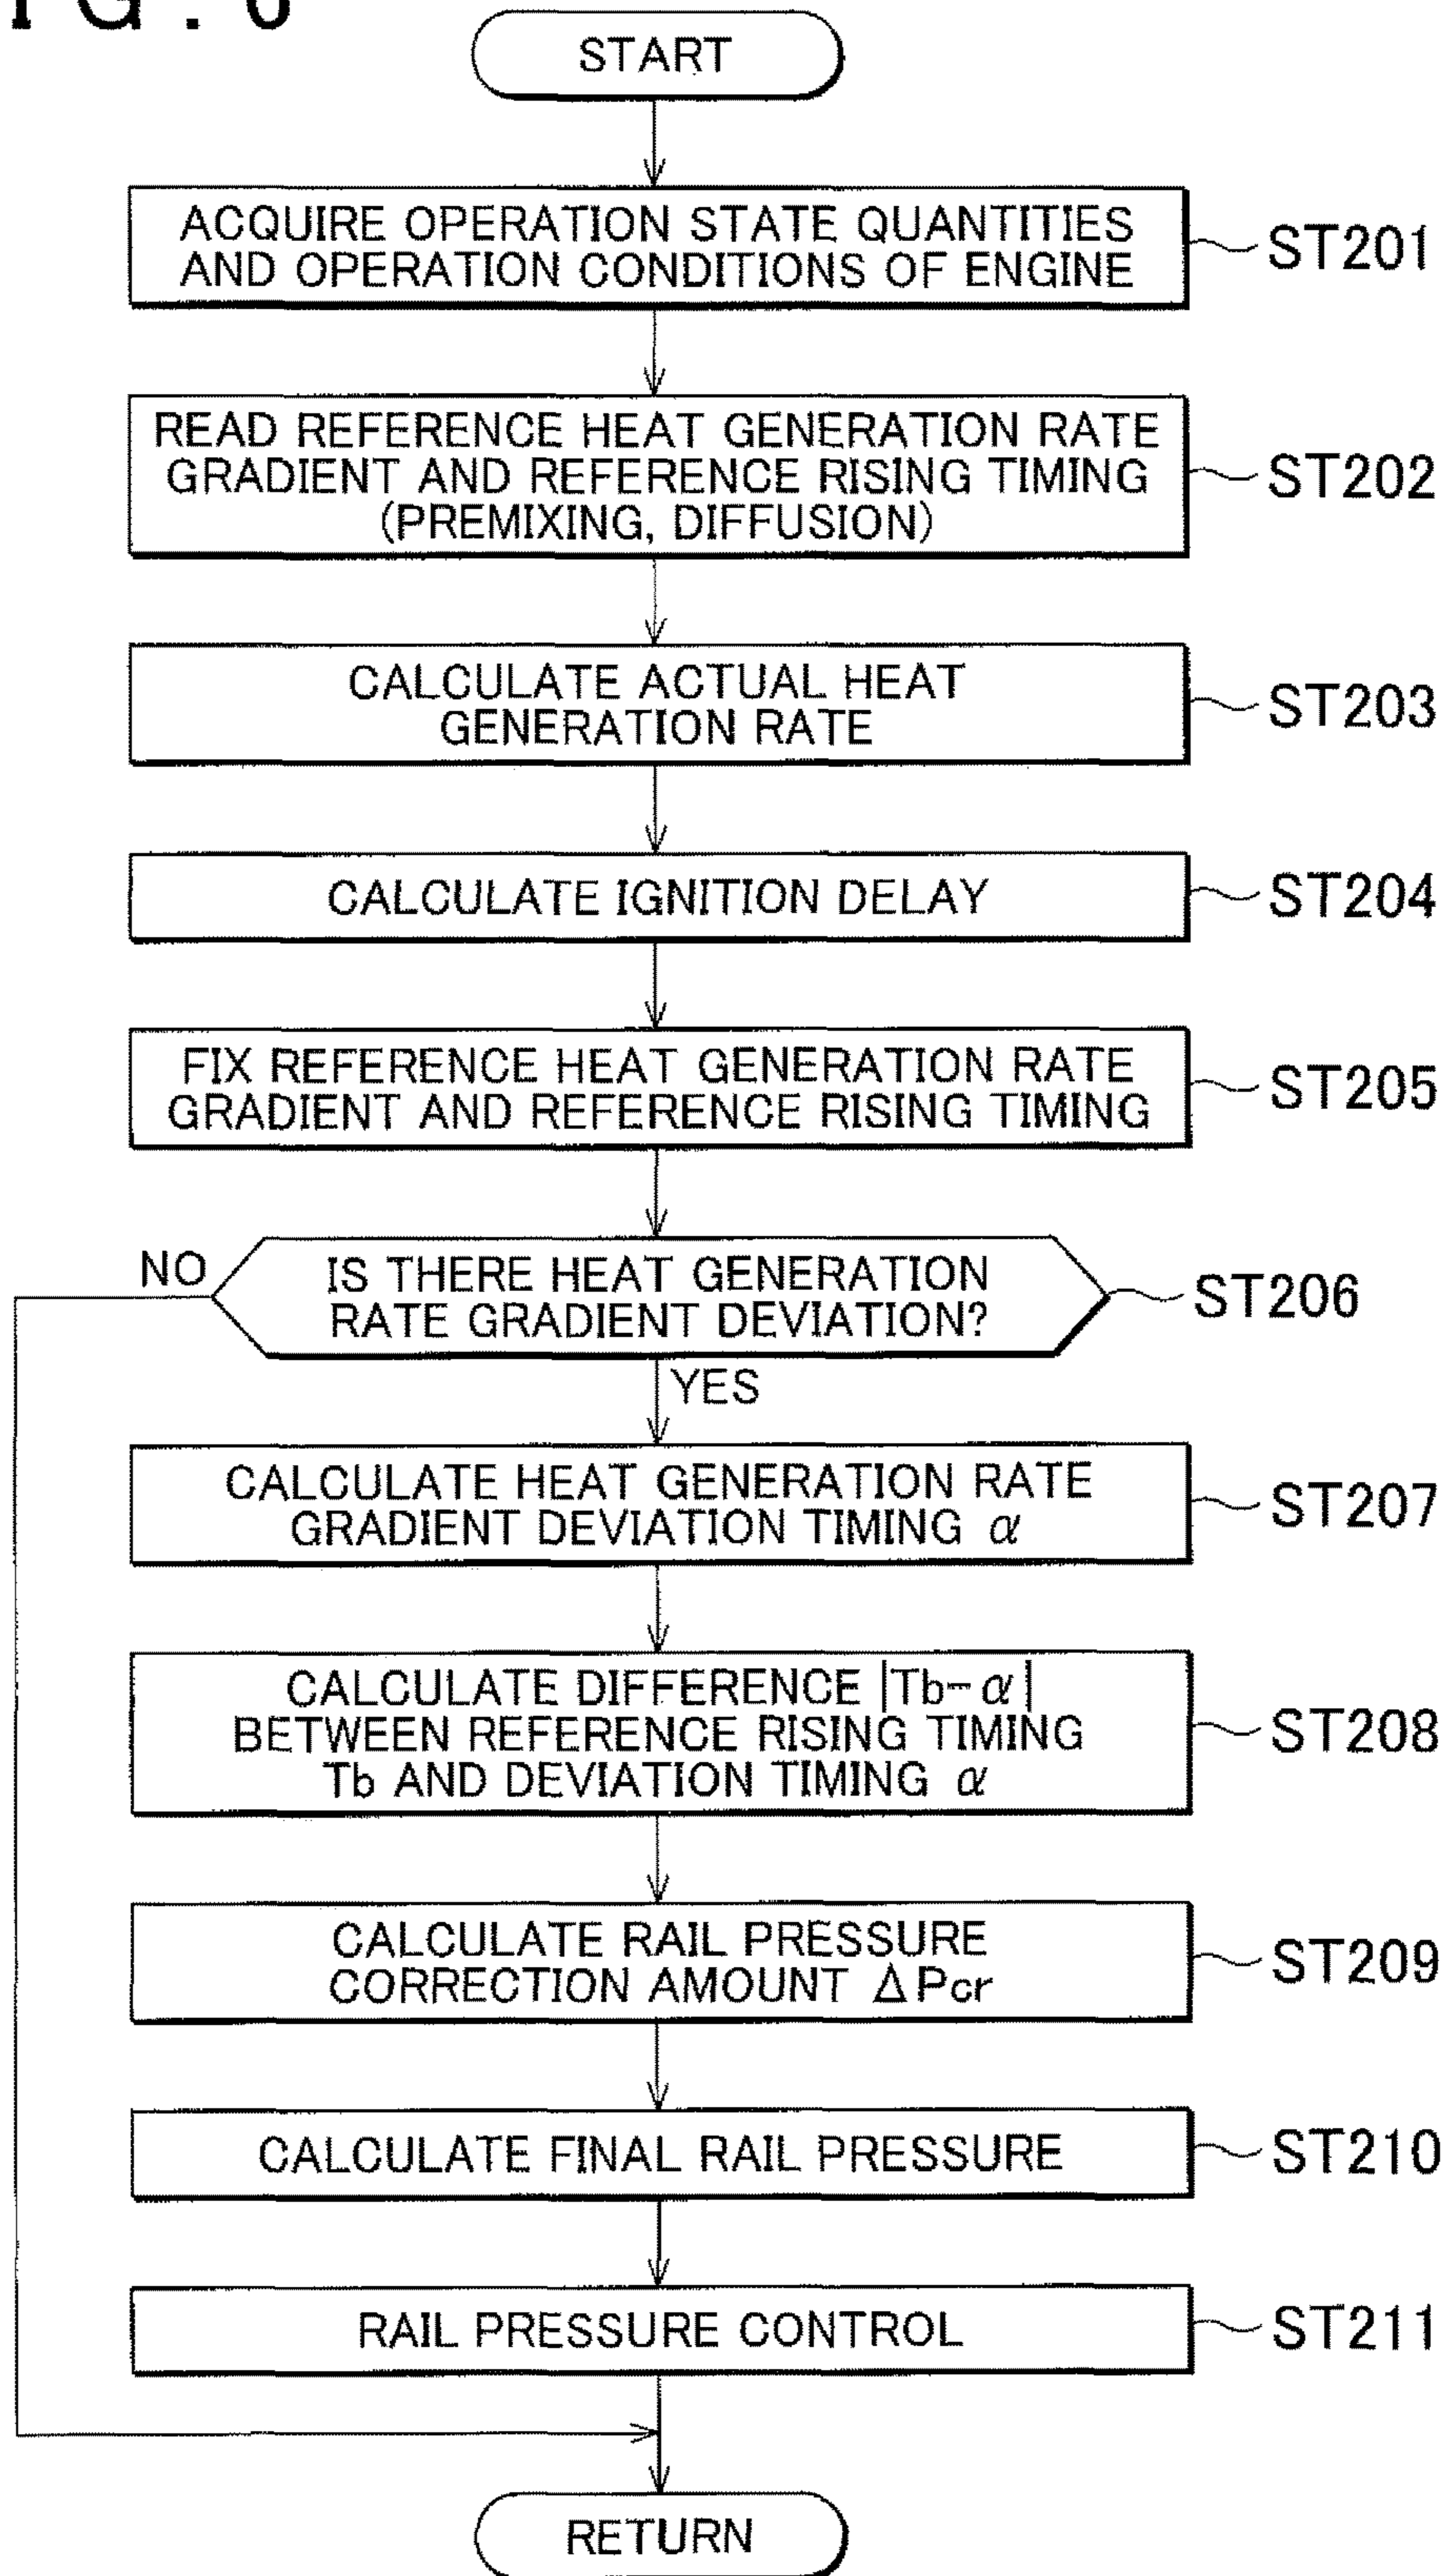 START
ACQUIRE OPERATION STATE QUANTITIES
AND OPERATION CONDITIONS OF ENGINE
ST201
READ REFERENCE HEAT GENERATION RATE
GRADIENT AND REFERENCE RISING TIMING
(PREMIXING, DIFFUSION)
ST202
CALCULATE ACTUAL HEAT
GENERATION RATE
ST203
CALCULATE IGNITION DELAY
ST204
FIX REFERENCE HEAT GENERATION RATE
GRADIENT AND REFERENCE RISING TIMING
ST205
NO
IS THERE HEAT GENERATION
RATE GRADIENT DEVIATION?
ST206
YES
CALCULATE HEAT GENERATION RATE
GRADIENT DEVIATION TIMING α
ST207
CALCULATE DIFFERENCE |Tb-α|
BETWEEN REFERENCE RISING TIMING
Tb AND DEVIATION TIMING α
ST208
CALCULATE RAIL PRESSURE
CORRECTION AMOUNT ΔPcr
ST209
CALCULATE FINAL RAIL PRESSURE
ST210
RAIL PRESSURE CONTROL
ST211
RETURN